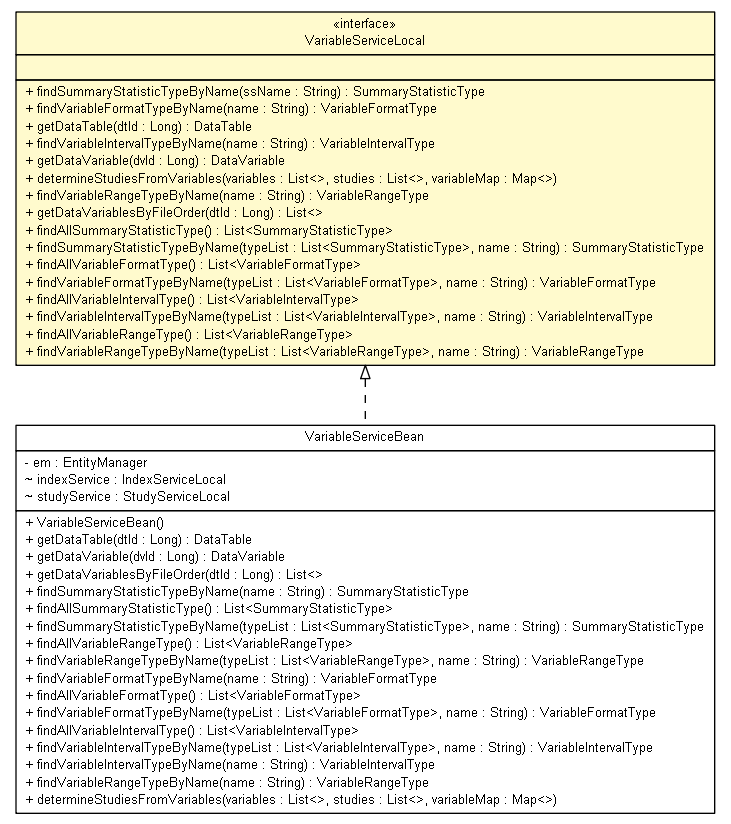 «interface»
VariableServiceLocal
+ findSummaryStatisticTypeByName(ssName : String) : SummaryStatisticType
+ findVariableFormatTypeByName(name : String) : VariableFormatType
+ getDataTable(dtId : Long) : DataTable
+ findVariableIntervalTypeByName(name : String) : VariableIntervalType
+ getDataVariable(dvId : Long) : DataVariable
+ determineStudiesFromVariables(variables : List<>, studies : List<>, variableMap : Map<>)
+ findVariableRangeTypeByName(name : String) : VariableRangeType
+ getDataVariablesByFileOrder(dtId : Long) : List<>
+ findAllSummaryStatisticType() : List<SummaryStatisticType>
+ findSummaryStatisticTypeByName(typeList : List<SummaryStatisticType>, name : String) : SummaryStatisticType
+ findAllVariableFormatType() : List<VariableFormatType>
+ findVariableFormatTypeByName(typeList : List<VariableFormatType>, name : String) : VariableFormatType
+ findAllVariableIntervalType() : List<VariableIntervalType>
+ findVariableIntervalTypeByName(typeList : List<VariableIntervalType>, name : String) : VariableIntervalType
+ findAllVariableRangeType() : List<VariableRangeType>
+ findVariableRangeTypeByName(typeList : List<VariableRangeType>, name : String) : VariableRangeType
VariableServiceBean
- em : EntityManager
~ indexService : IndexServiceLocal
~ studyService : StudyServiceLocal
+ VariableServiceBean()
+ getDataTable(dtId : Long) : DataTable
+ getDataVariable(dvId : Long) : DataVariable
+ getDataVariablesByFileOrder(dtId : Long) : List<>
+ findSummaryStatisticTypeByName(name : String) : SummaryStatisticType
+ findAllSummaryStatisticType() : List<SummaryStatisticType>
+ findSummaryStatisticTypeByName(typeList : List<SummaryStatisticType>, name : String) : SummaryStatisticType
+ findAllVariableRangeType() : List<VariableRangeType>
+ findVariableRangeTypeByName(typeList : List<VariableRangeType>, name : String) : VariableRangeType
+ findVariableFormatTypeByName(name : String) : VariableFormatType
+ findAllVariableFormatType() : List<VariableFormatType>
+ findVariableFormatTypeByName(typeList : List<VariableFormatType>, name : String) : VariableFormatType
+ findAllVariableIntervalType() : List<VariableIntervalType>
+ findVariableIntervalTypeByName(typeList : List<VariableIntervalType>, name : String) : VariableIntervalType
+ findVariableIntervalTypeByName(name : String) : VariableIntervalType
+ findVariableRangeTypeByName(name : String) : VariableRangeType
+ determineStudiesFromVariables(variables : List<>, studies : List<>, variableMap : Map<>)